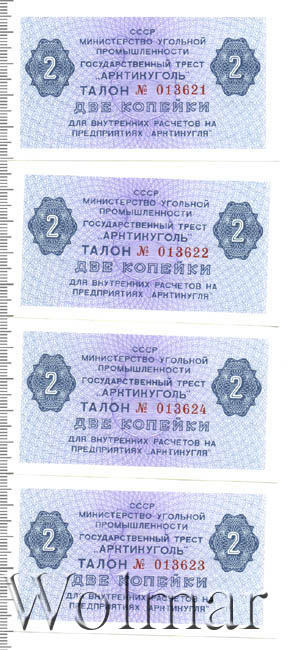 СССР
МИНИСТЕРСТВО УГОЛЬНОЙ
ПРОМЫШЛЕННОСТИ
ГОСУДАРСТВЕННЫЙ ТРЕСТ
2 „АРКТИКУГОЛЬ" 2
ТАЛОН № 013621
ДВЕ КОПЕЙКИ
ДЛЯ ВНУТРЕННИХ РАСЧЕТОВ НА
ПРЕДПРИЯТИЯХ „АРКТИКУГЛЯ"
СССР
МИНИСТЕРСТВО УГОЛЬНОЙ
ПРОМЫШЛЕННОСТИ
ГОСУДАРСТВЕННЫЙ ТРЕСТ
2 „АРКТИКУГОЛЬ" 2
ТАЛОН № 013622
ДВЕ КОПЕЙКИ
ДЛЯ ВНУТРЕННИХ РАСЧЕТОВ НА
ПРЕДПРИЯТИЯХ „АРКТИКУГЛЯ"
СССР
МИНИСТЕРСТВО УГОЛЬНОЙ
ПРОМЫШЛЕННОСТИ
ГОСУДАРСТВЕННЫЙ ТРЕСТ
2 „АРКТИКУГОЛЬ" 2
ТАЛОН № 013624
ДВЕ КОПЕЙКИ
ДЛЯ ВНУТРЕННИХ РАСЧЕТОВ НА
ПРЕДПРИЯТИЯХ „АРКТИКУГЛЯ"
СССР
МИНИСТЕРСТВО УГОЛЬНОЙ
ПРОМЫШЛЕННОСТИ
ГОСУДАРСТВЕННЫЙ ТРЕСТ
2 „АРКТИКУГОЛЬ" 2
ТАЛОН № 013623
ДВЕ КОПЕЙКИ
ДЛЯ ВНУТРЕННИХ РАСЧЕТОВ НА
ПРЕДПРИЯТИЯХ „АРКТИКУГЛЯ"
Wolmar